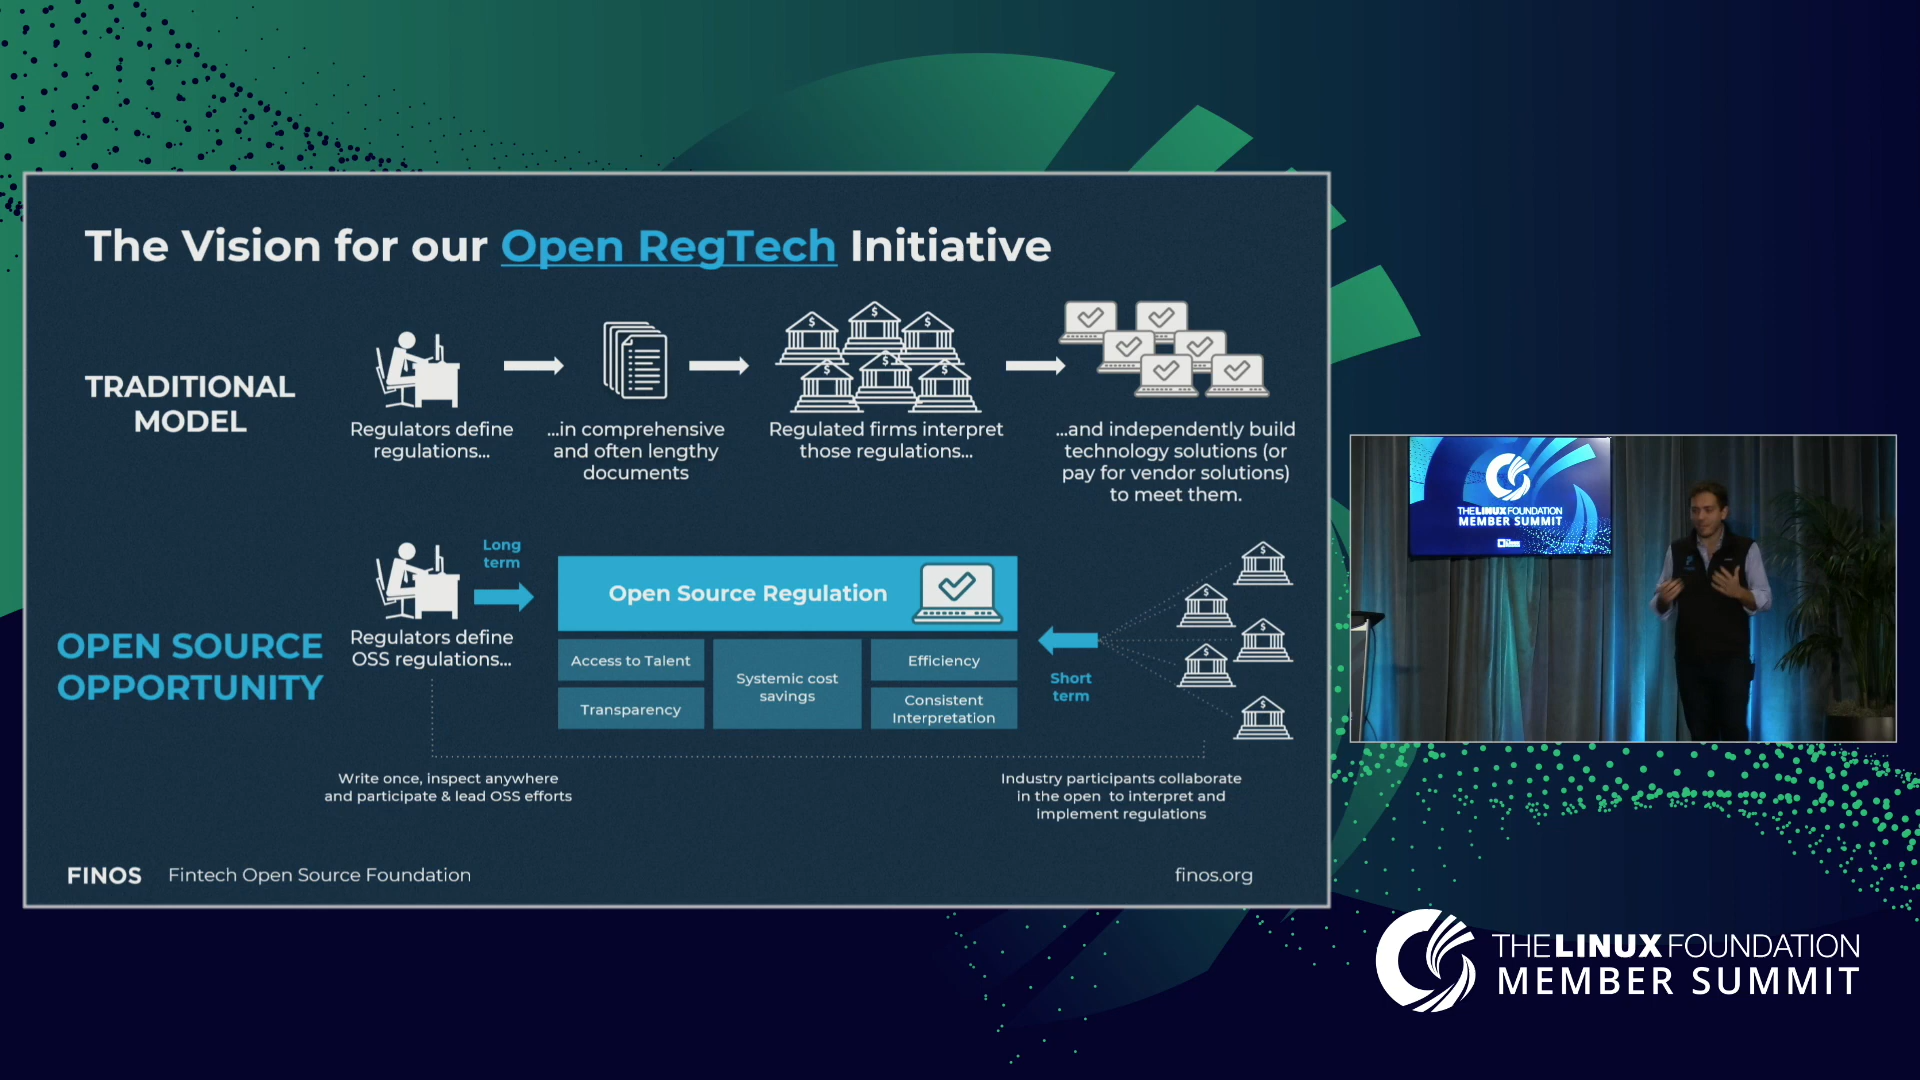 The Vision for our Open RegTech Initiative
TRADITIONAL
MODEL
Regulators define
regulations...
...in comprehensive
and often lengthy
documents
Regulated firms interpret
those regulations...
...and independently build
technology solutions (or
pay for vendor solutions)
to meet them.
OPEN SOURCE
OPPORTUNITY
Regulators define
OSS regulations...
Long
term
Open Source Regulation
Access to Talent
Transparency
Systemic cost
savings
Efficiency
Consistent
Interpretation
Short
term
Write once, inspect anywhere
and participate & lead OSS efforts
Industry participants collaborate
in the open to interpret and
implement regulations
FINOS Fintech Open Source Foundation
finos.org
THE LINUX FOUNDATION
MEMBER SUMMIT
THE LINUX FOUNDATION
MEMBER SUMMIT